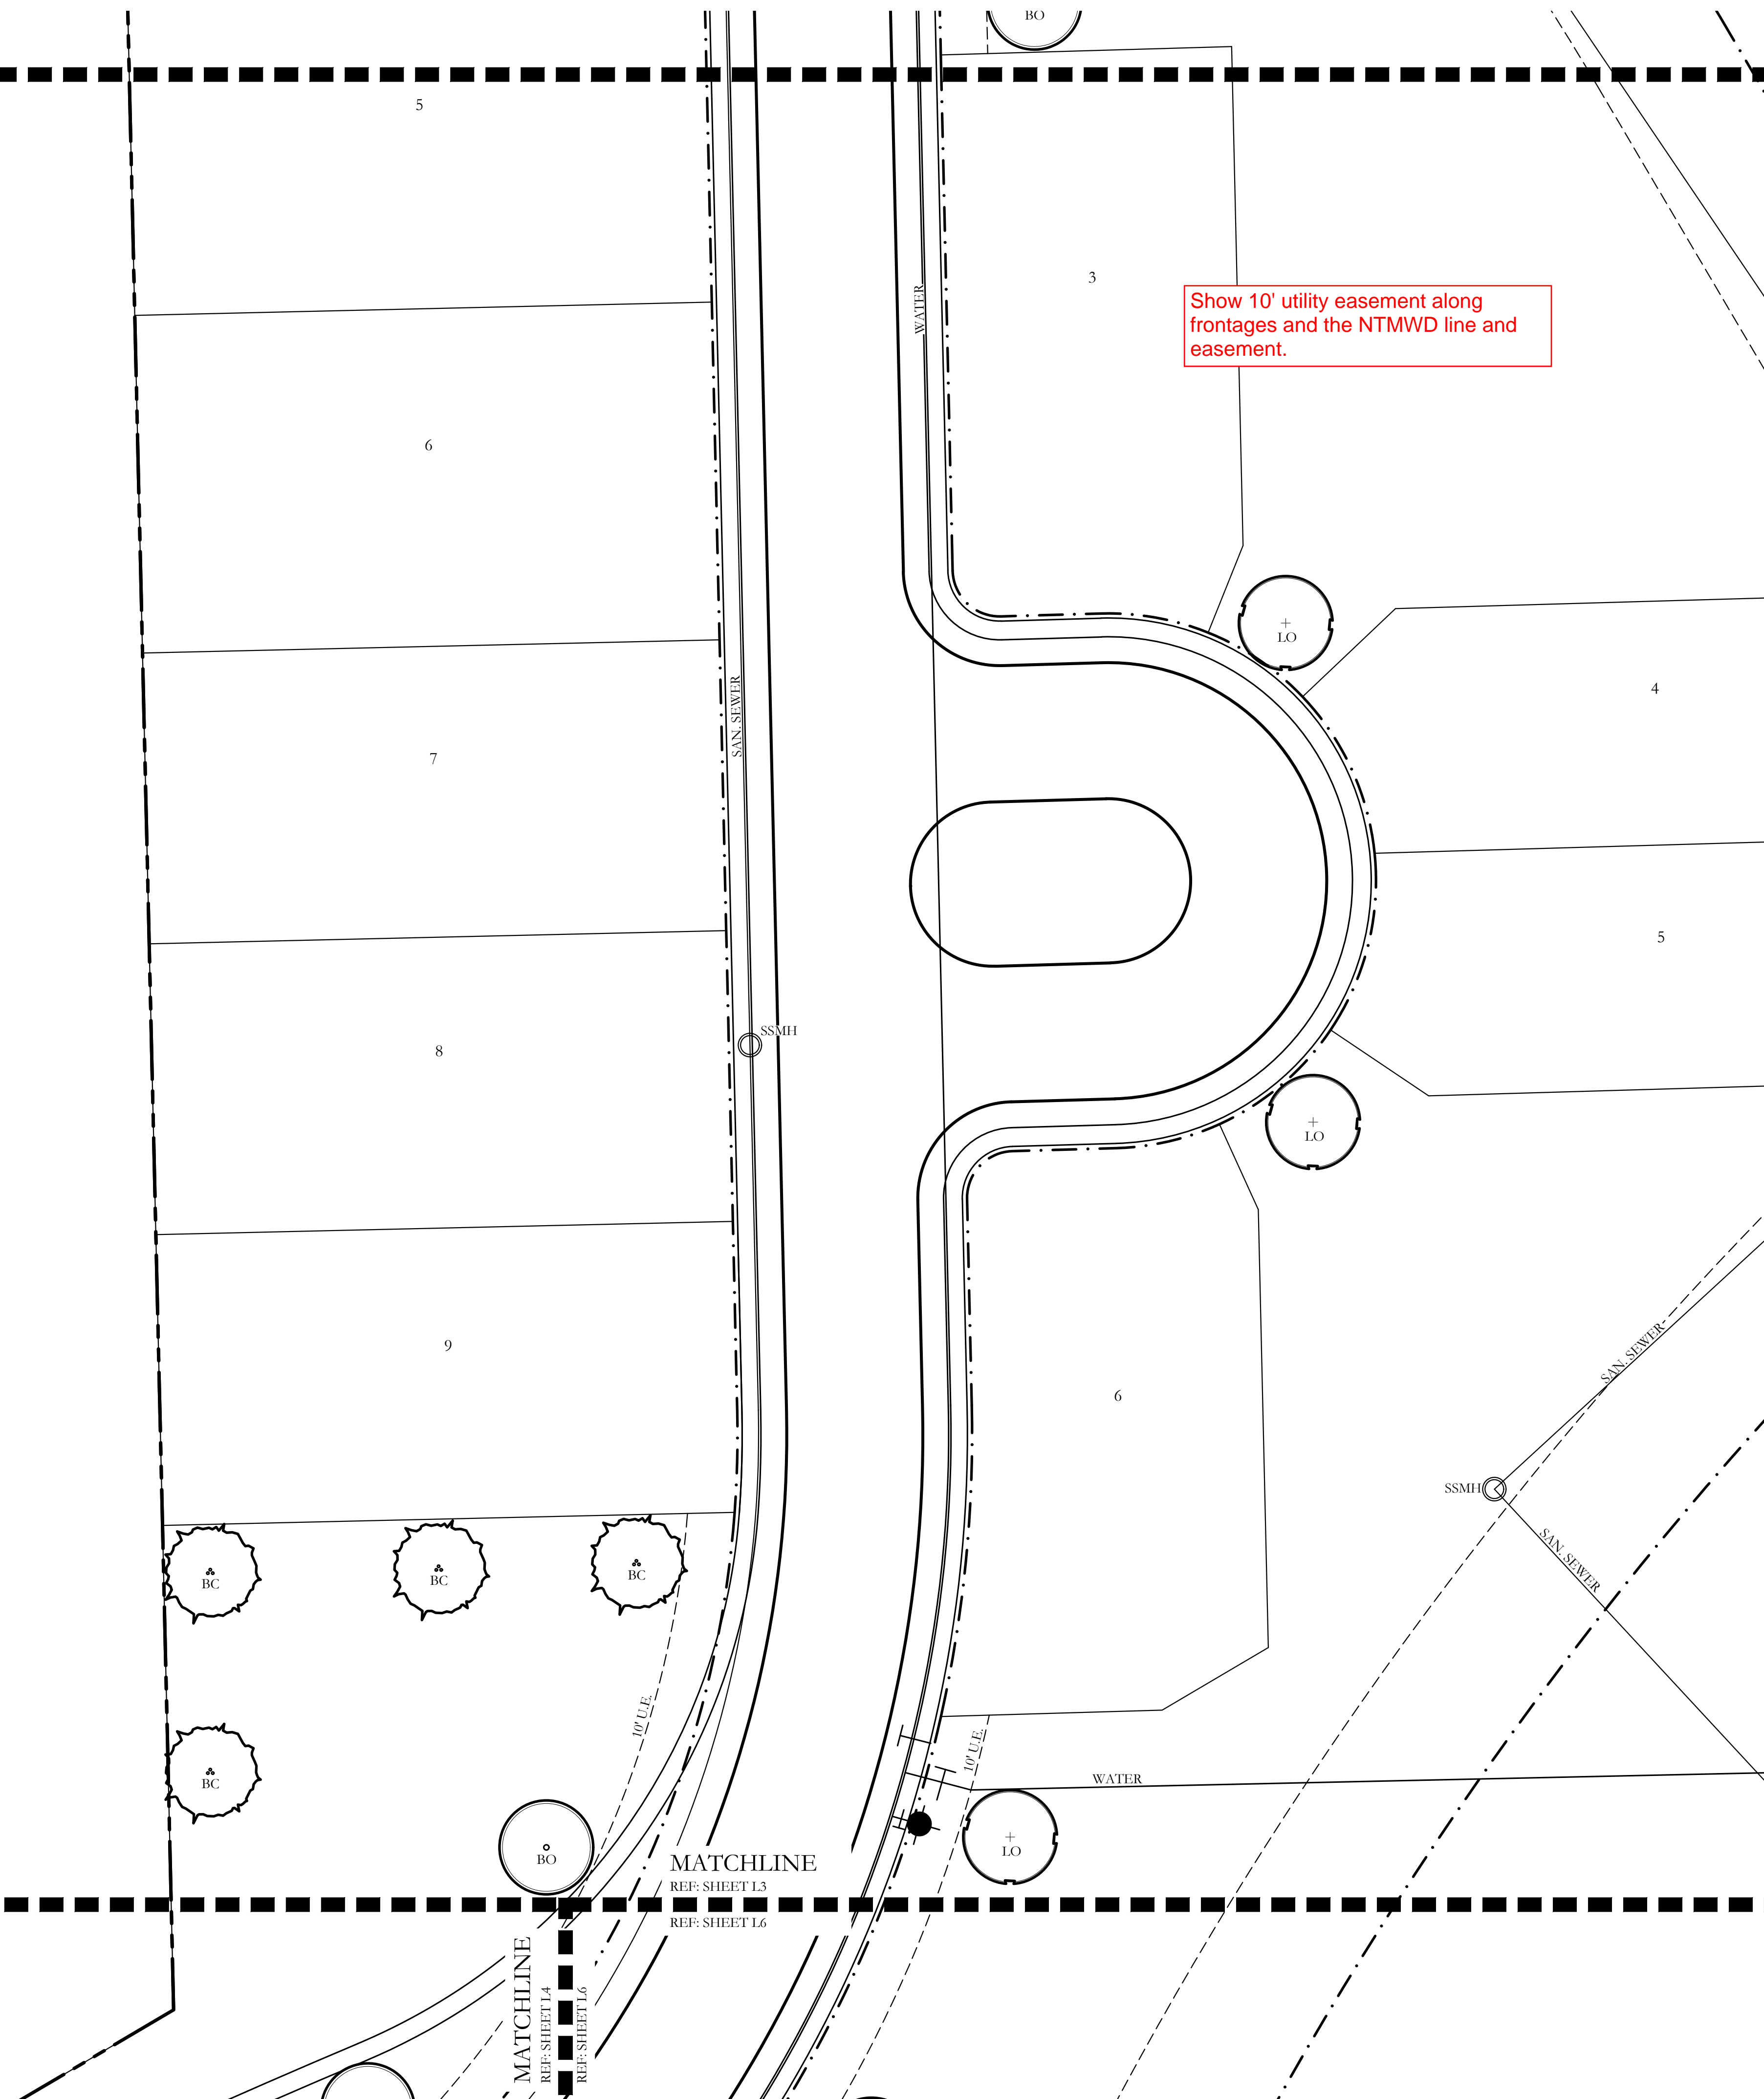 BO
5
3
WATER
Show 10' utility easement along
frontages and the NTMWD line and
easement.
6
LO
4
SAN. SEWER
7
5
SSMH
8
LO
9
6
SAN. SEWER
SSMH
SAN. SEWER
BC
BC
BC
10' U.E.
10' U.E.
BC
WATER
BO
LO
MATCHLINE
REF: SHEET L3
REF: SHEET L6
MATCHLINE
REF: SHEET L4
REF: SHEET L6